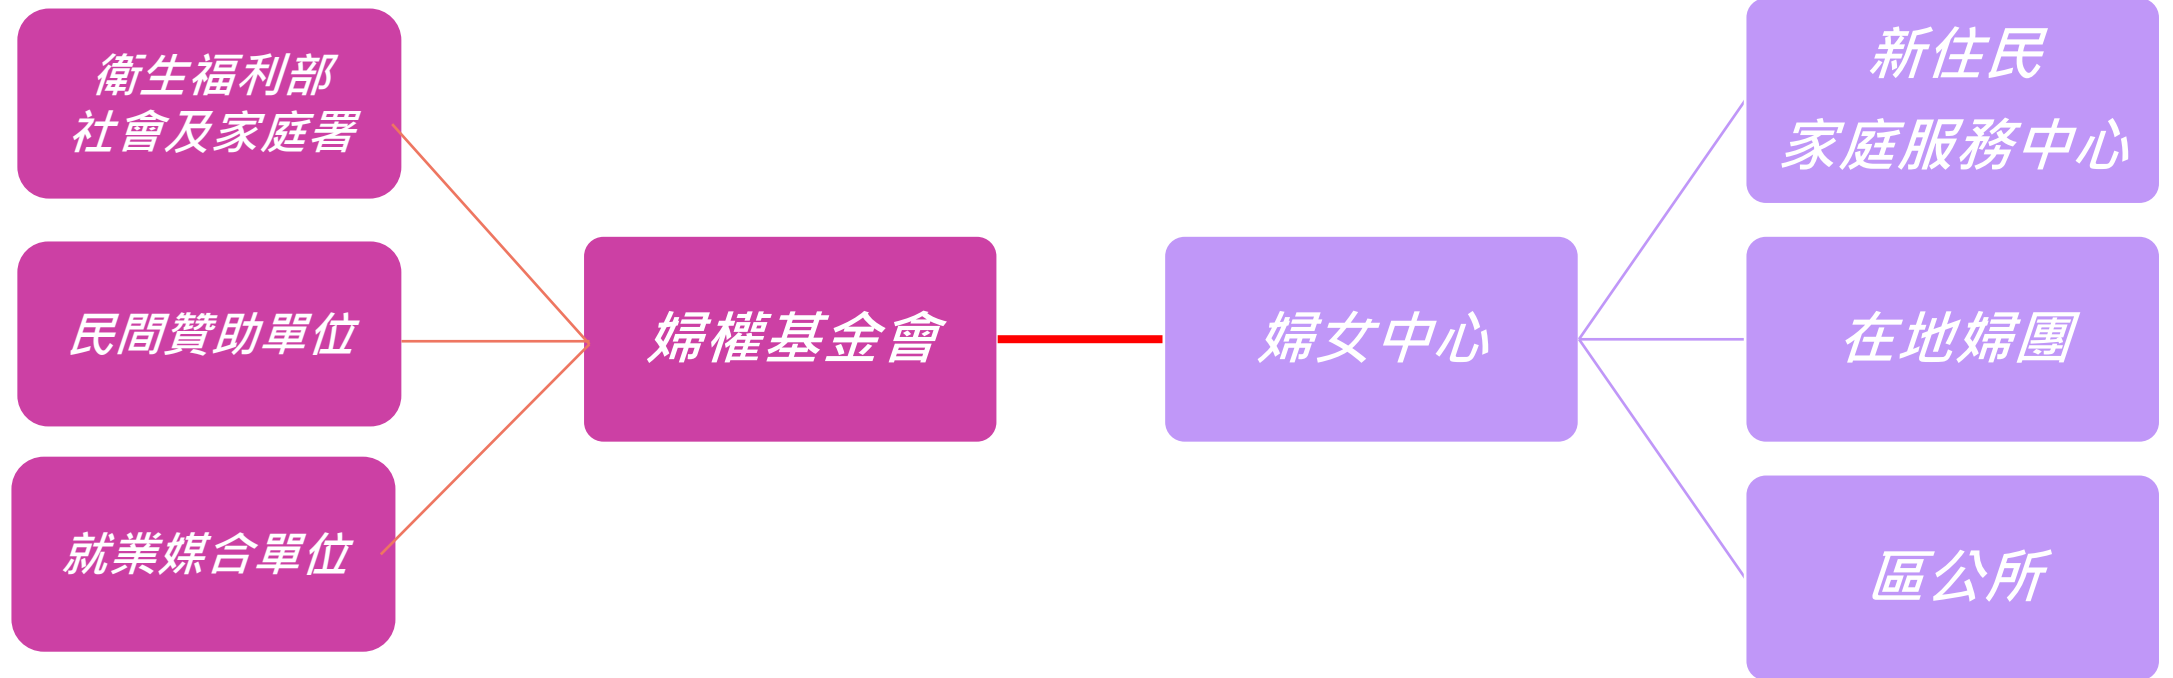 衛生福利部
社會及家庭署
民間贊助單位
就業媒合單位
婦權基金會
婦女中心
新住民
家庭服務中心
在地婦團
區公所